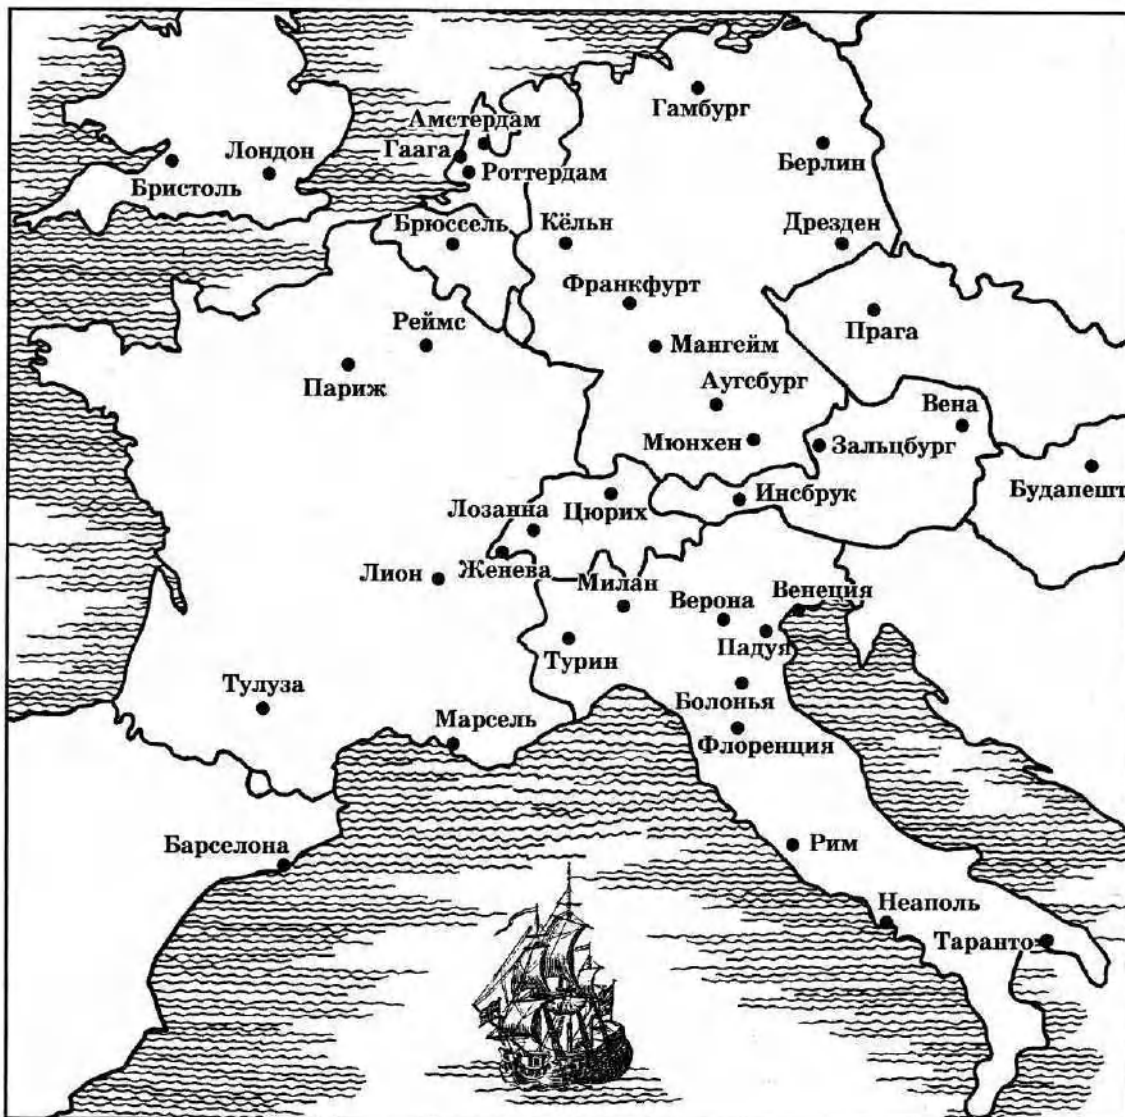 Гамбург
Амстердам
Гаага
Роттердам
Лондон
Бристоль
Берлин
Брюссель
Кёльн
Дрезден
Франкфурт
Реймс
Мангейм
Прага
Париж
Аугсбург
Вена
Мюнхен
Зальцбург
Будапешт
Инсбрук
Лозанна
Цюрих
Женева
Лион
Милан
Верона
Венеция
Турин
Падуя
Тулуза
Болонья
Марсель
Флоренция
Барселона
Рим
Неаполь
Таранто